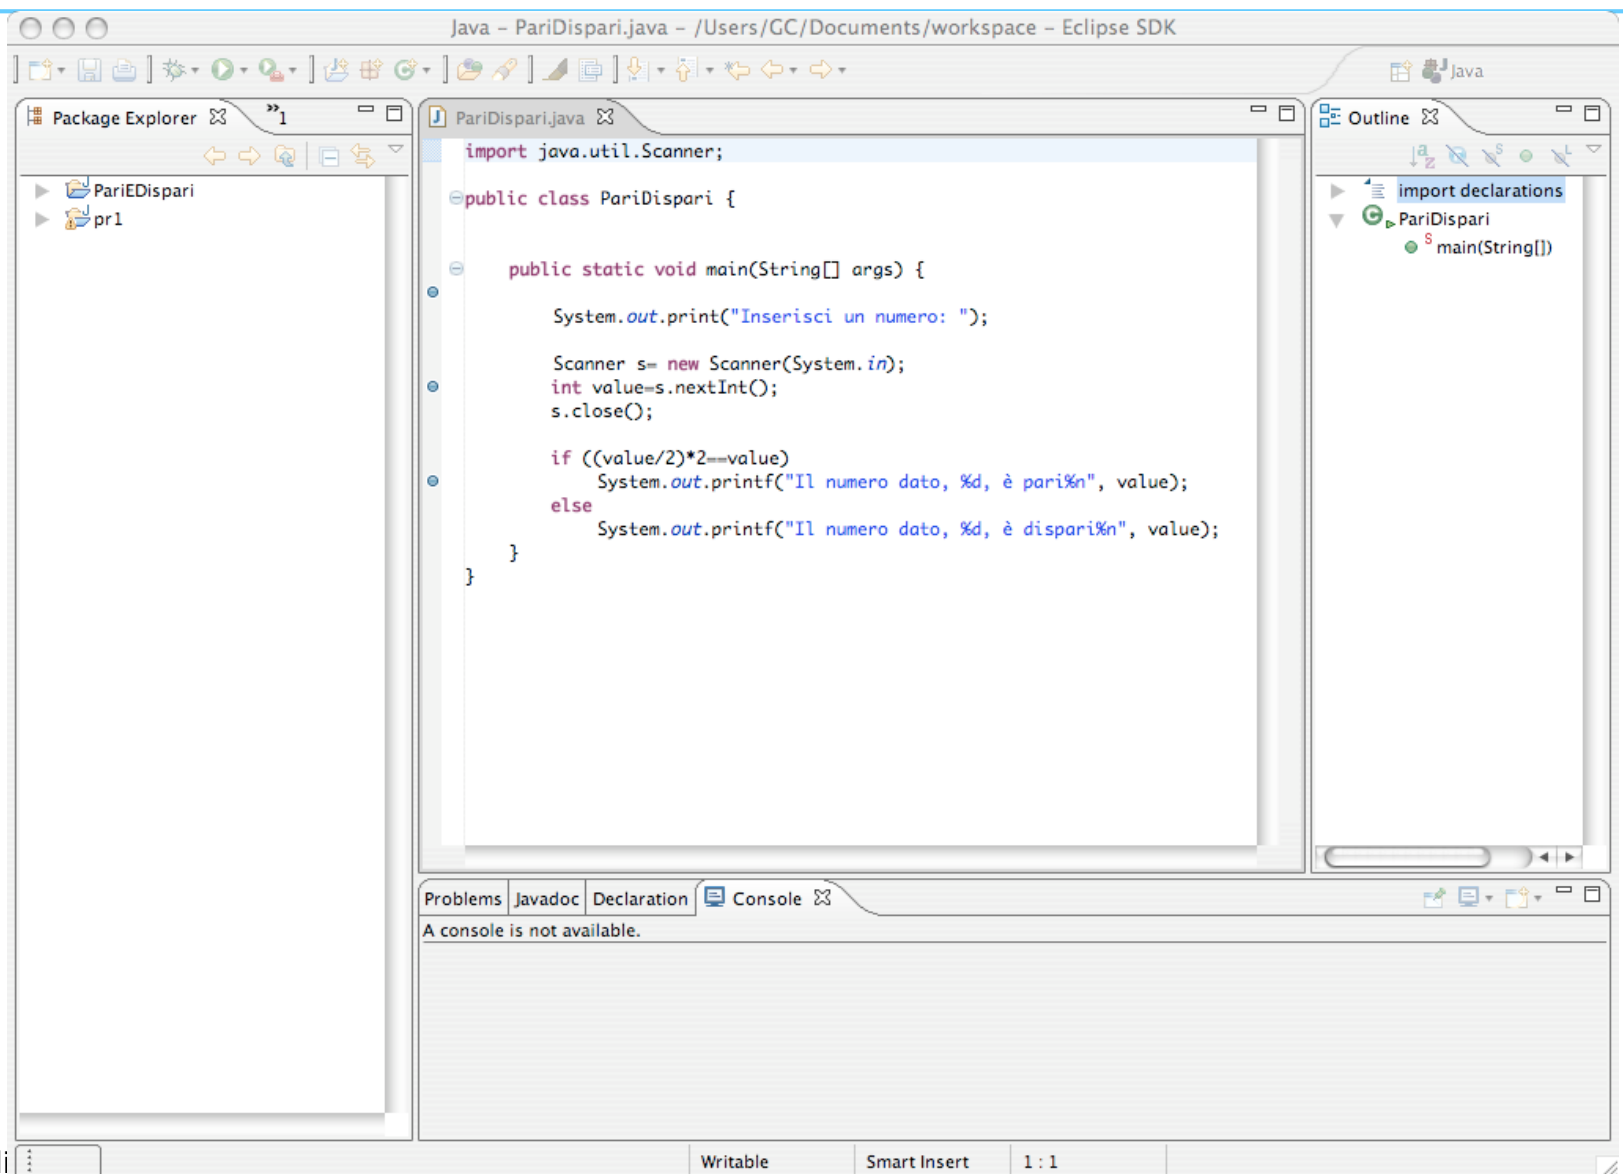 Java – PariDispari.java – /Users/GC/Documents/workspace – Eclipse SDK
Java
Package Explorer
»1
PariEDispari
pr1
PariDispari.java
import java.util.Scanner;
public class PariDispari {
public static void main(String[] args) {
System.out.print("Inserisci un numero: ");
Scanner s= new Scanner(System.in);
int value=s.nextInt();
s.close();
if ((value/2)*2==value)
System.out.printf("Il numero dato, %d, è pari%n", value);
else
System.out.printf("Il numero dato, %d, è dispari%n", value);
}
}
Outline
import declarations
PariDispari
S main(String[])
Problems
Javadoc
Declaration
Console
A console is not available.
i
Writable
Smart Insert
1 : 1